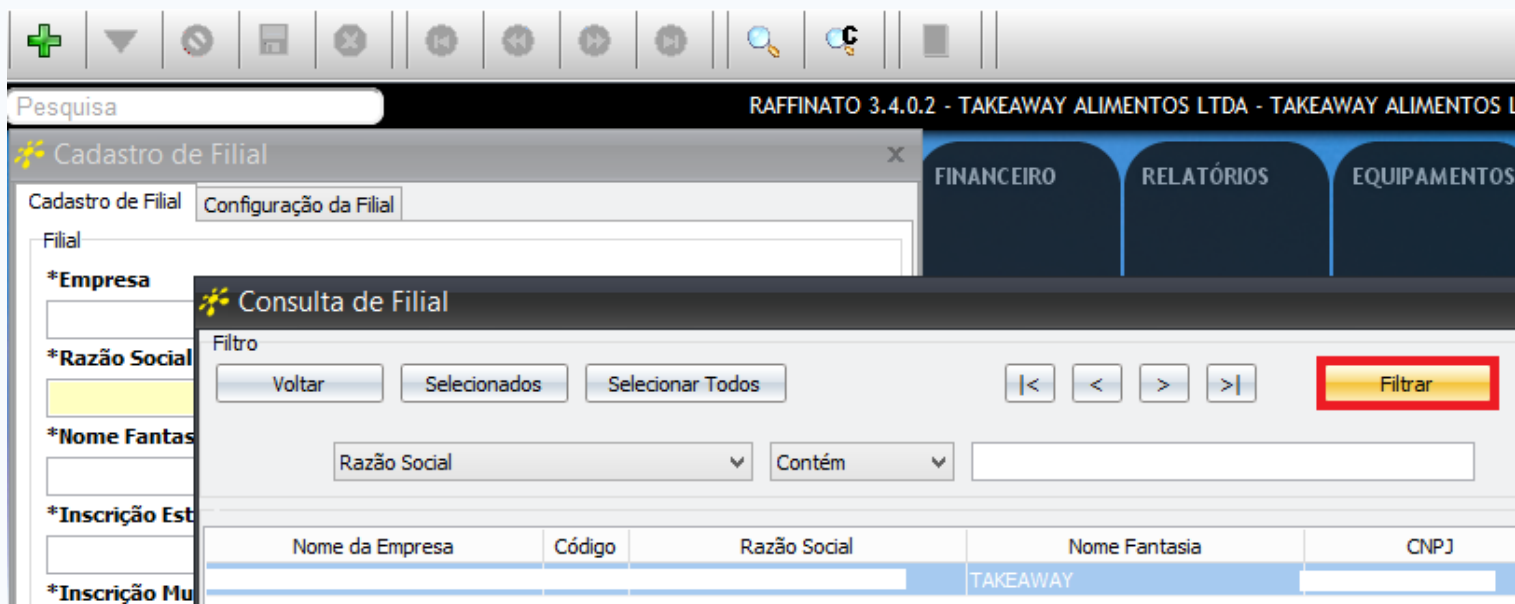 Pesquisa
RAFFINATO 3.4.0.2 - TAKEAWAY ALIMENTOS LTDA - TAKEAWAY ALIMENTOS L
Cadastro de Filial
x
FINANCEIRO
RELATÓRIOS
EQUIPAMENTOS
Cadastro de Filial
Configuração da Filial
Filial
*Empresa
Consulta de Filial
Filtro
*Razão Social
Voltar
Selecionados
Selecionar Todos
|<
<
>
>|
Filtrar
*Nome Fantas
Razão Social
Contém
*Inscrição Est
Nome da Empresa
Código
Razão Social
Nome Fantasia
CNPJ
TAKEAWAY
*Inscrição Mu